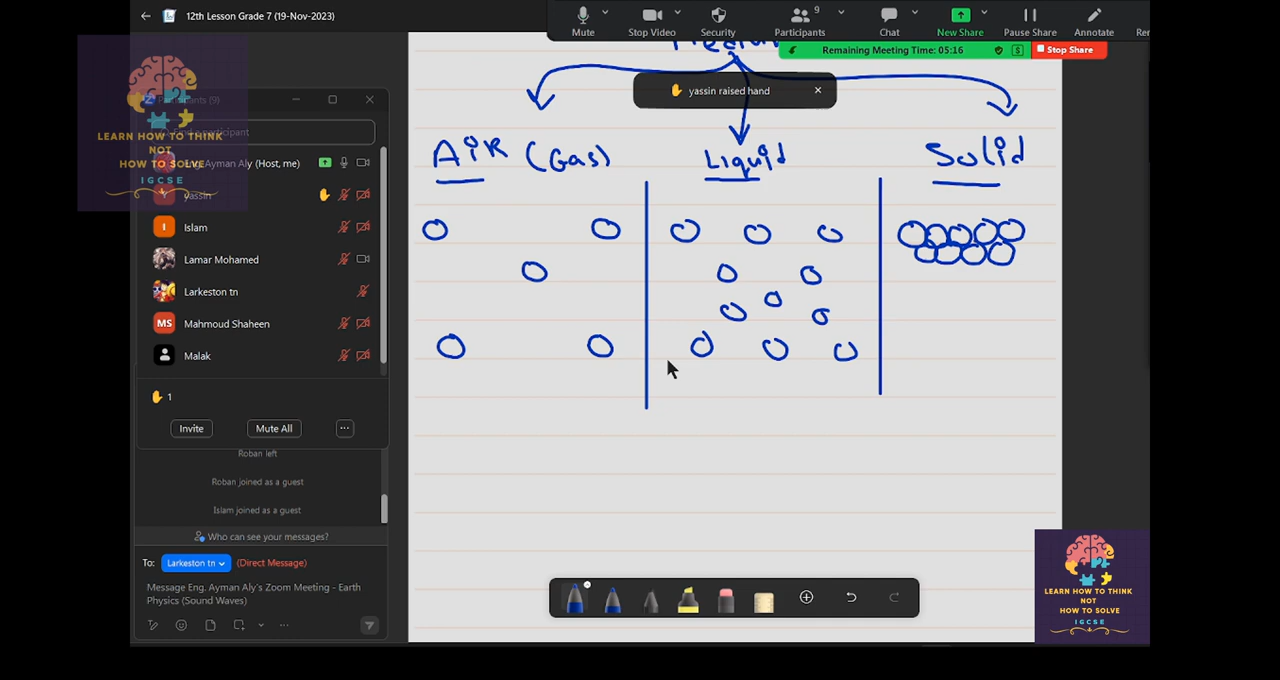 12th Lesson Grade 7 (19-Nov-2023)
Mute
Stop Video
Security
9
Participants
Chat
New Share
Pause Share
Annotate
Remaining Meeting Time: 05:16
Stop Share
yassin raised hand
Participants (9)
Find a participant
LEARN HOW TO THINK
NOT
HOW TO SOLVE
IGCSE
Eng. Ayman Aly (Host, me)
yassin
I Islam
Lamar Mohamed
Larkeston tn
MS Mahmoud Shaheen
Malak
1
Invite
Mute All
Roban left
Roban joined as a guest
Islam joined as a guest
Who can see your messages?
To: Larkeston tn (Direct Message)
Message Eng. Ayman Aly's Zoom Meeting - Earth
Physics (Sound Waves)
AiR (Gas)
Liquid
Solid
LEARN HOW TO THINK
NOT
HOW TO SOLVE
IGCSE